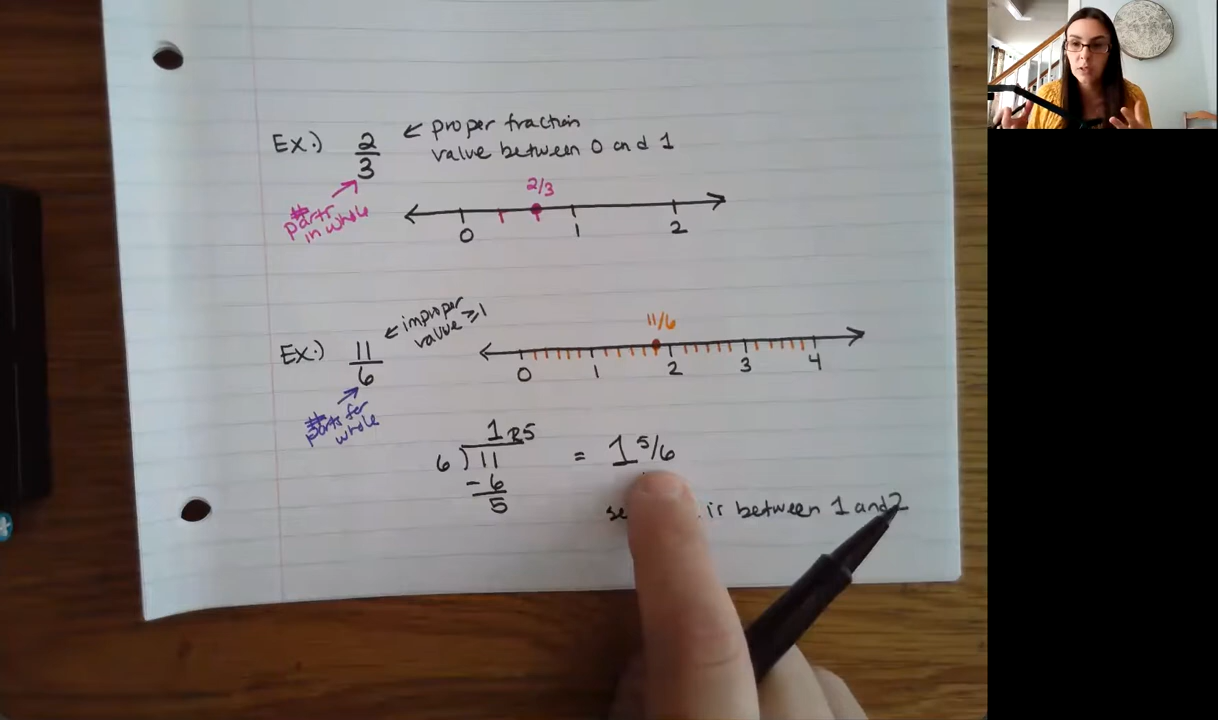 Ex.) 2/3 ← proper fraction
value between 0 and 1
# parts
in whole
2/3
0 1 2
Ex.) 11/6 ← improper
value ≥ 1
# parts for
whole
11/6
0 1 2 3 4
1 R5
6 ) 11 = 1 5/6
- 6
5
is between 1 and 2